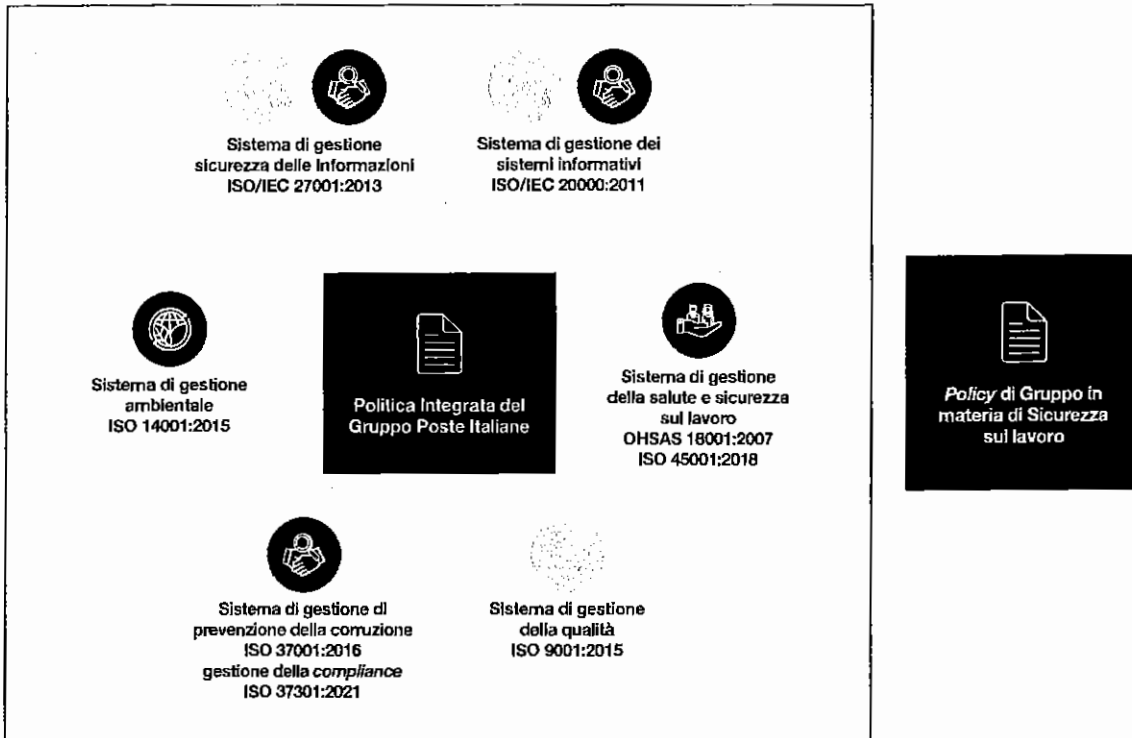 Sistema di gestione
sicurezza delle Informazioni
ISO/IEC 27001:2013
Sistema di gestione dei
sistemi informativi
ISO/IEC 20000:2011
Sistema di gestione
ambientale
ISO 14001:2015
Politica Integrata del
Gruppo Poste Italiane
Sistema di gestione
della salute e sicurezza
sul lavoro
OHSAS 18001:2007
ISO 45001:2018
Policy di Gruppo in
materia di Sicurezza
sul lavoro
Sistema di gestione di
prevenzione della corruzione
ISO 37001:2016
gestione della compliance
ISO 37301:2021
Sistema di gestione
della qualità
ISO 9001:2015